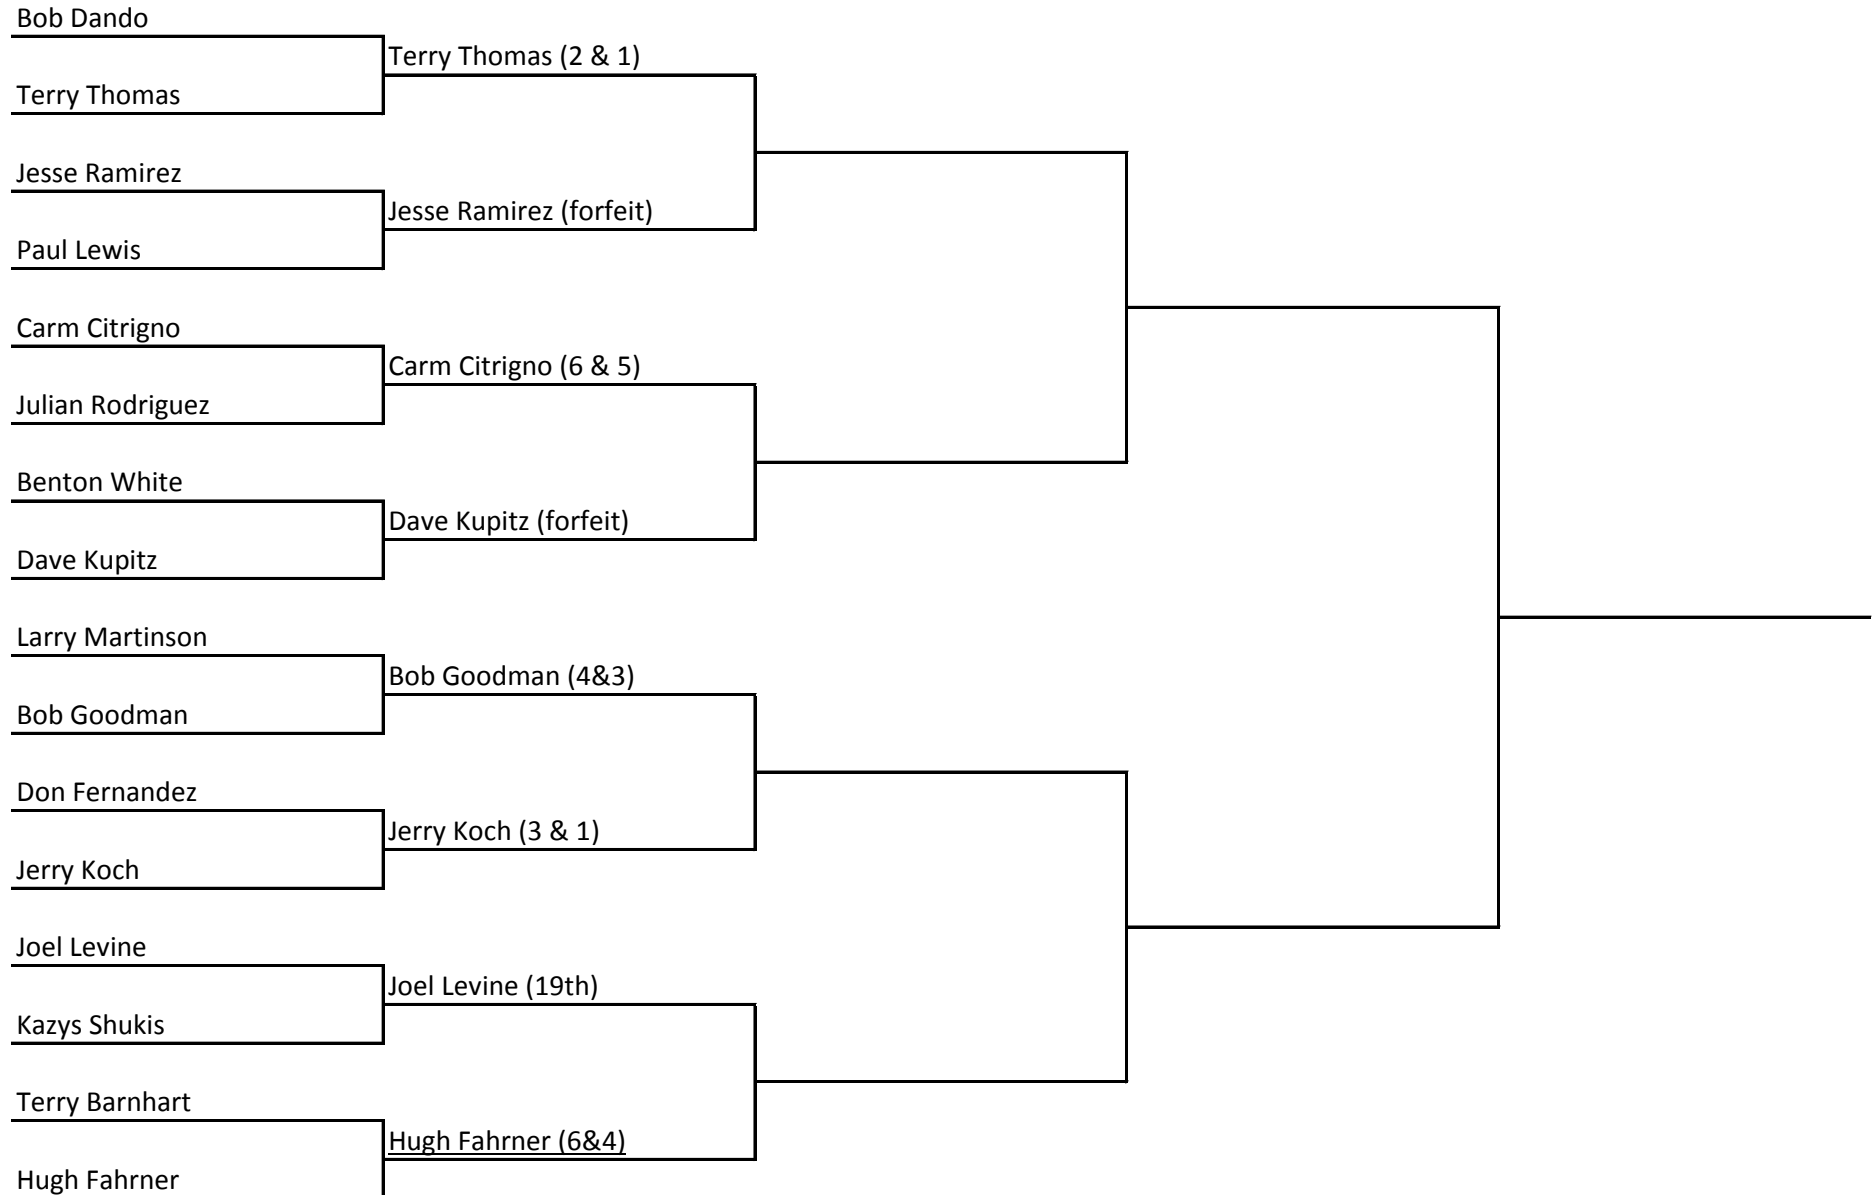 Bob Dando
Terry Thomas (2 & 1)
Terry Thomas
Jesse Ramirez
Jesse Ramirez (forfeit)
Paul Lewis
Carm Citrigno
Carm Citrigno (6 & 5)
Julian Rodriguez
Benton White
Dave Kupitz (forfeit)
Dave Kupitz
Larry Martinson
Bob Goodman (4&3)
Bob Goodman
Don Fernandez
Jerry Koch (3 & 1)
Jerry Koch
Joel Levine
Joel Levine (19th)
Kazys Shukis
Terry Barnhart
Hugh Fahrner (6&4)
Hugh Fahrner